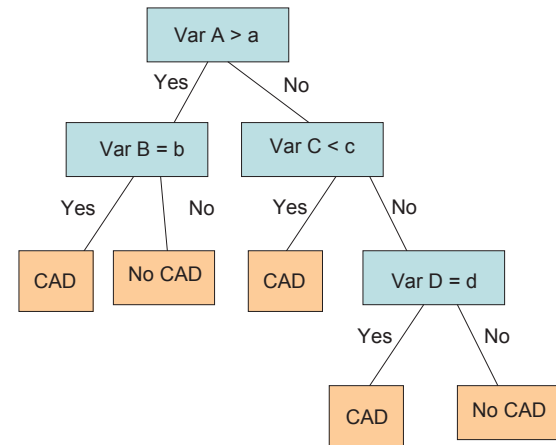 Var A > a
Yes
No
Var B = b
Var C < c
Yes
No
Yes
No
CAD
No CAD
CAD
Var D = d
Yes
No
CAD
No CAD